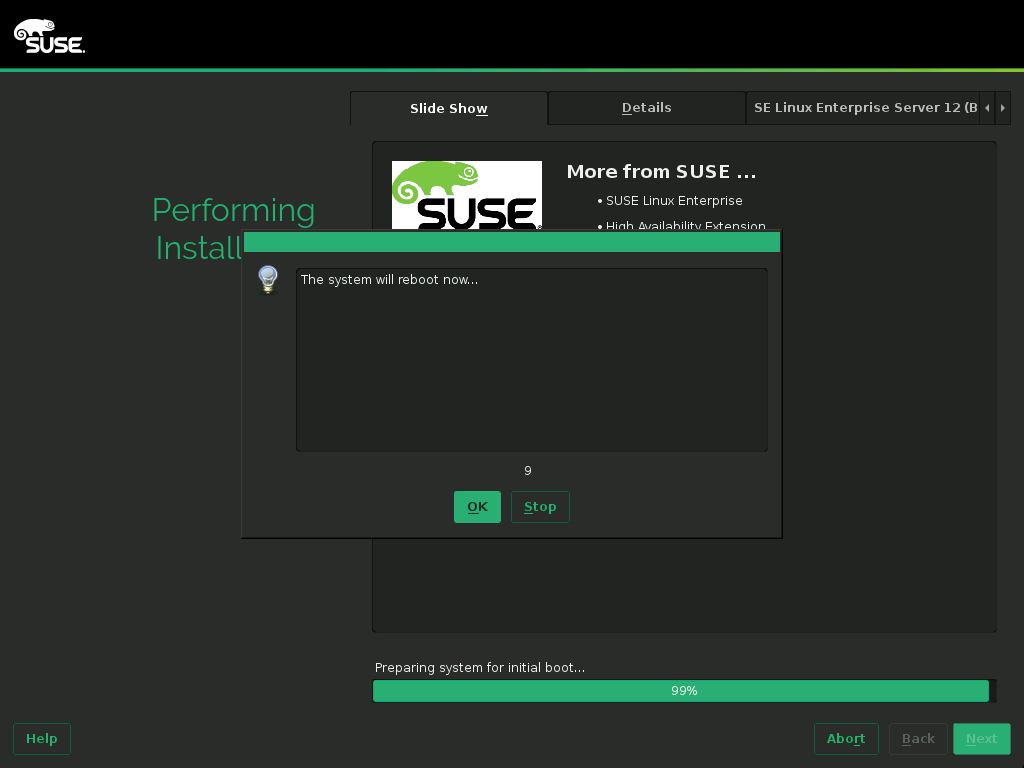 SUSE
Slide Show
Details
SE Linux Enterprise Server 12 (B
Performing
Install
SUSE
More from SUSE ...
• SUSE Linux Enterprise
• High Availability Extension
The system will reboot now...
9
OK
Stop
Preparing system for initial boot...
99%
Help
Abort
Back
Next